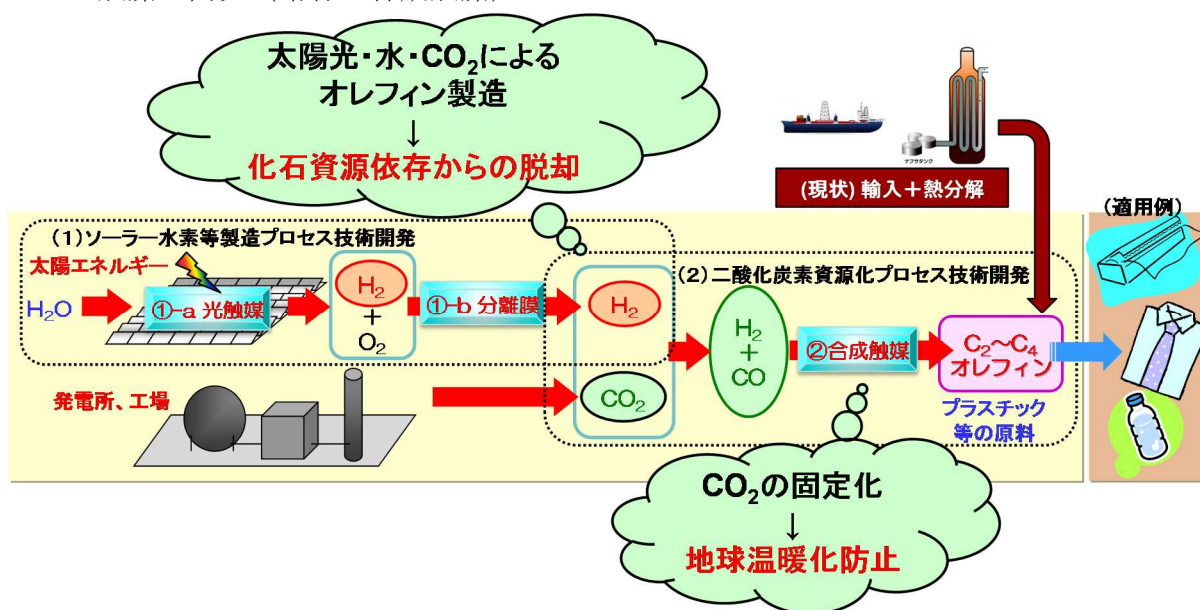 太陽光・水・CO₂による
オレフィン製造
↓
化石資源依存からの脱却
ナフサタンク
(現状) 輸入＋熱分解
(適用例)
(1)ソーラー水素等製造プロセス技術開発
太陽エネルギー
H₂O
①-a 光触媒
H₂
+
O₂
①-b 分離膜
H₂
(2)二酸化炭素資源化プロセス技術開発
H₂
+
CO
②合成触媒
C₂～C₄
オレフィン
プラスチック
等の原料
発電所、工場
CO₂
CO₂の固定化
↓
地球温暖化防止